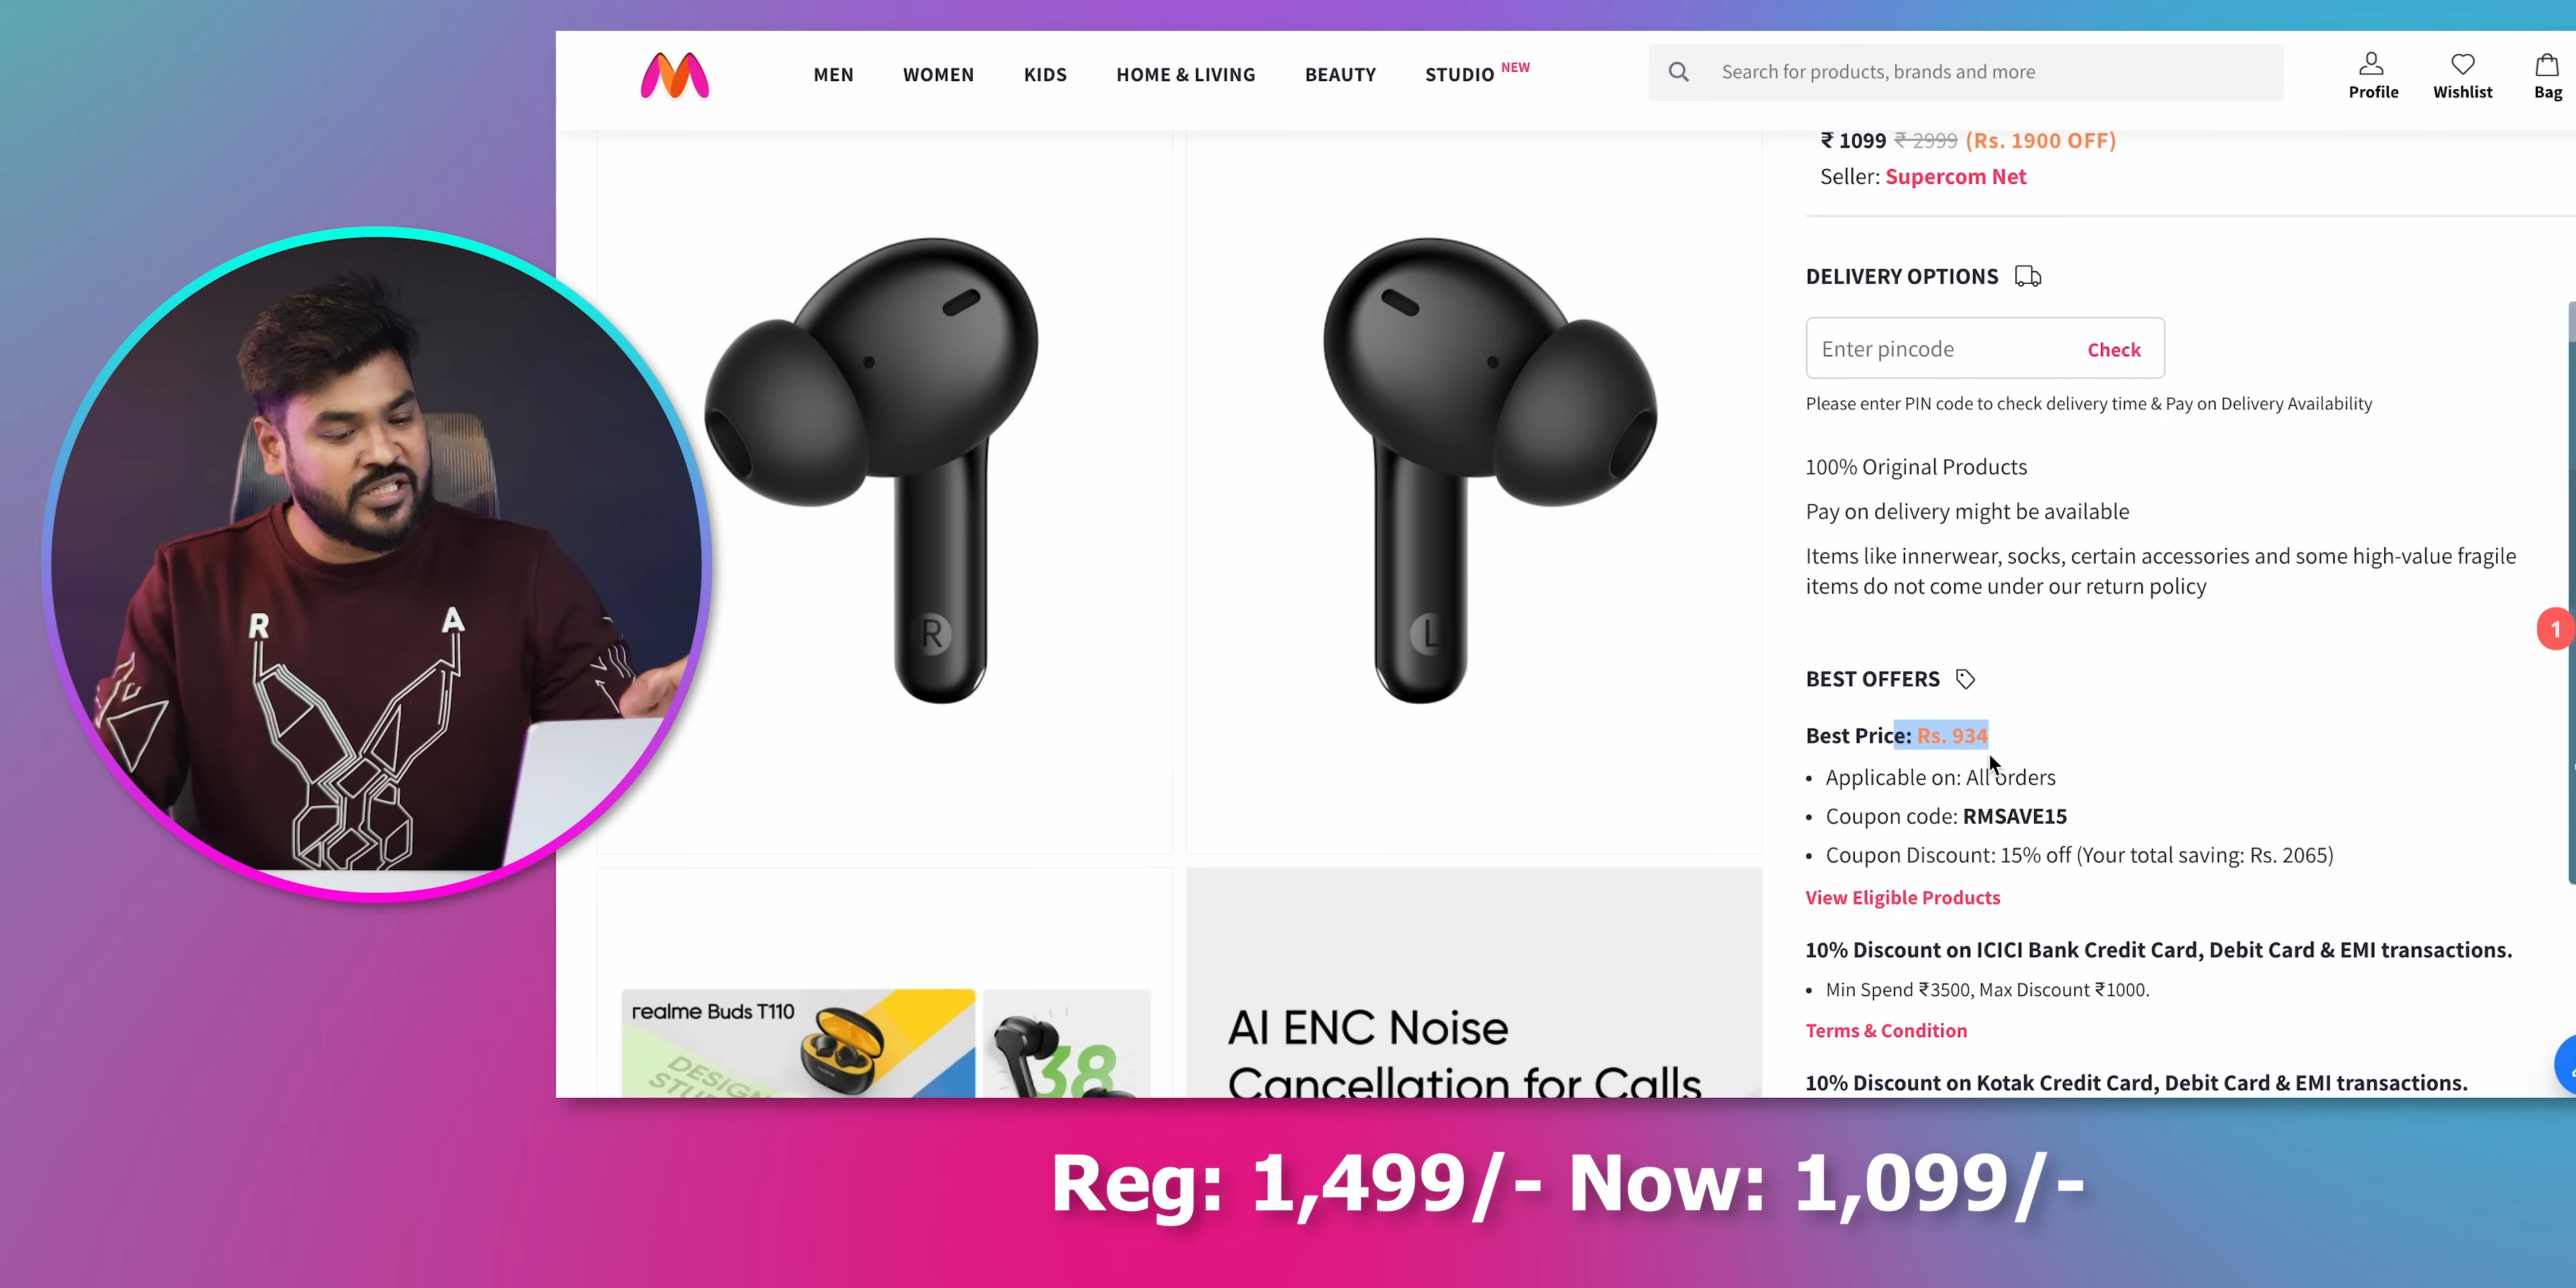 MEN WOMEN KIDS HOME & LIVING BEAUTY STUDIO NEW
Search for products, brands and more
Profile Wishlist Bag
₹ 1099 ₹ 2999 (Rs. 1900 OFF)
Seller: Supercom Net
DELIVERY OPTIONS
Enter pincode Check
Please enter PIN code to check delivery time & Pay on Delivery Availability
100% Original Products
Pay on delivery might be available
Items like innerwear, socks, certain accessories and some high-value fragile
items do not come under our return policy
1
BEST OFFERS
Best Price: Rs. 934
• Applicable on: All orders
• Coupon code: RMSAVE15
• Coupon Discount: 15% off (Your total saving: Rs. 2065)
View Eligible Products
10% Discount on ICICI Bank Credit Card, Debit Card & EMI transactions.
• Min Spend ₹3500, Max Discount ₹1000.
Terms & Condition
10% Discount on Kotak Credit Card, Debit Card & EMI transactions.
R
L
R A
realme Buds T110
DESIGN
38
AI ENC Noise
Cancellation for Calls
Reg: 1,499/- Now: 1,099/-